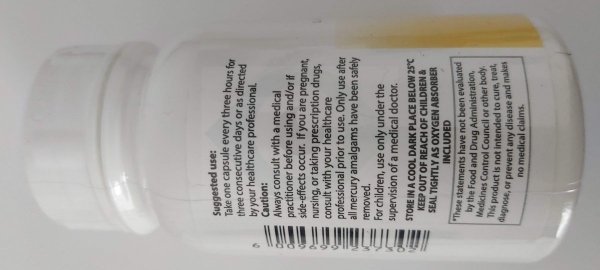 Suggested use:
Take one capsule every three hours for
three consecutive days or as directed
by your healthcare professional.
Caution:
Always consult with a medical
practitioner before using and/or if
side-effects occur. If you are pregnant,
nursing, or taking prescription drugs,
consult with your healthcare
professional prior to use. Only use after
all mercury amalgams have been safely
removed.
For children, use only under the
supervision of a medical doctor.
STORE IN A COOL DARK PLACE BELOW 25°C
KEEP OUT OF REACH OF CHILDREN &
SEAL TIGHTLY AS OXYGEN ABSORBER
INCLUDED
*These statements have not been evaluated
by the Food and Drug Administration,
Medicines Control Council or other body.
This product is not intended to cure, treat,
diagnose, or prevent any disease and makes
no medical claims.